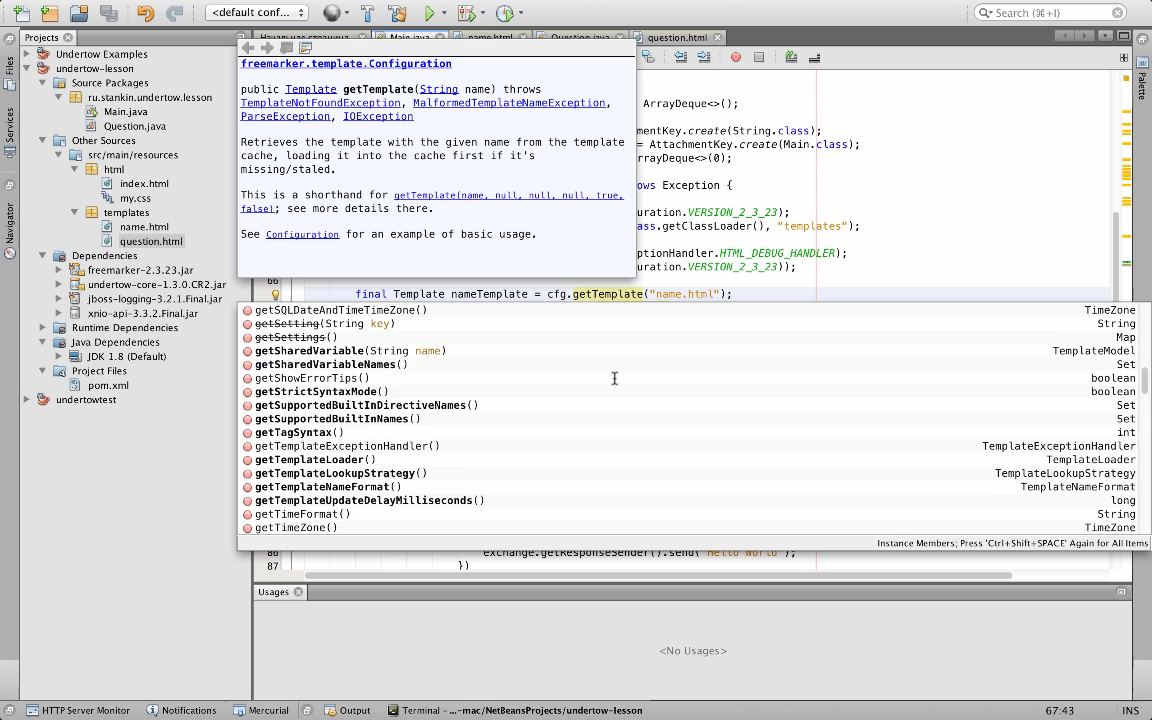 <default conf...
Search (⌘+I)
Projects
Начальная страница
Main.java
name.html
Question.java
question.html
Files
Services
Navigator
Palette
Undertow Examples
undertow-lesson
Source Packages
ru.stankin.undertow.lesson
Main.java
Question.java
Other Sources
src/main/resources
html
index.html
my.css
templates
name.html
question.html
Dependencies
freemarker-2.3.23.jar
undertow-core-1.3.0.CR2.jar
jboss-logging-3.2.1.Final.jar
xnio-api-3.3.2.Final.jar
Runtime Dependencies
Java Dependencies
JDK 1.8 (Default)
Project Files
pom.xml
undertowtest
freemarker.template.Configuration
public Template getTemplate(String name) throws
TemplateNotFoundException, MalformedTemplateNameException,
ParseException, IOException
Retrieves the template with the given name from the template
cache, loading it into the cache first if it's
missing/staled.
This is a shorthand for getTemplate(name, null, null, null, true,
false); see more details there.
See Configuration for an example of basic usage.
ArrayDeque<>();
mentKey.create(String.class);
= AttachmentKey.create(Main.class);
rrayDeque<>(0);
ows Exception {
uration.VERSION_2_3_23);
ass.getClassLoader(), "templates");
eptionHandler.HTML_DEBUG_HANDLER);
uration.VERSION_2_3_23));
66
final Template nameTemplate = cfg.getTemplate("name.html");
getSQLDateAndTimeTimeZone() TimeZone
getSetting(String key) String
getSettings() Map
getSharedVariable(String name) TemplateModel
getSharedVariableNames() Set
getShowErrorTips() boolean
getStrictSyntaxMode() boolean
getSupportedBuiltInDirectiveNames() Set
getSupportedBuiltInNames() Set
getTagSyntax() int
getTemplateExceptionHandler() TemplateExceptionHandler
getTemplateLoader() TemplateLoader
getTemplateLookupStrategy() TemplateLookupStrategy
getTemplateNameFormat() TemplateNameFormat
getTemplateUpdateDelayMilliseconds() long
getTimeFormat() String
getTimeZone() TimeZone
Instance Members; Press 'Ctrl+Shift+SPACE' Again for All Items
86 exchange.getResponseSender().send("Hello World");
87 })
Usages
<No Usages>
HTTP Server Monitor
Notifications
Mercurial
Output
Terminal - ...-mac/NetBeansProjects/undertow-lesson
67:43
INS